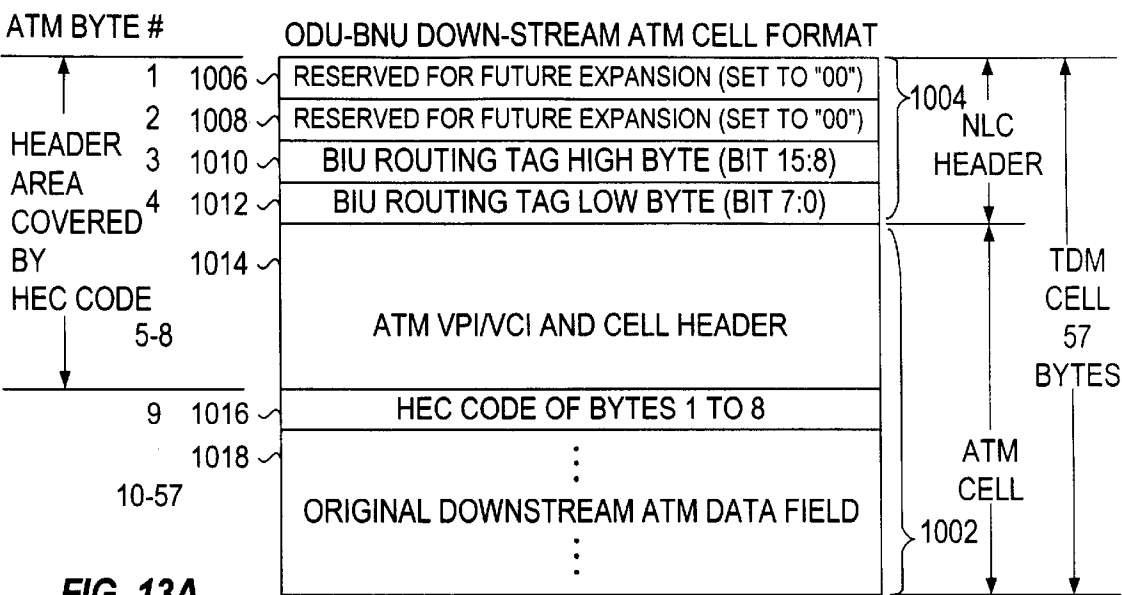 ATM BYTE #
ODU-BNU DOWN-STREAM ATM CELL FORMAT
1 1006 RESERVED FOR FUTURE EXPANSION (SET TO "00")
2 1008 RESERVED FOR FUTURE EXPANSION (SET TO "00")
3 1010 BIU ROUTING TAG HIGH BYTE (BIT 15:8)
4 1012 BIU ROUTING TAG LOW BYTE (BIT 7:0)
HEADER
AREA
COVERED
BY
HEC CODE
1004
NLC
HEADER
5-8
1014
ATM VPI/VCI AND CELL HEADER
TDM
CELL
57
BYTES
9 1016 HEC CODE OF BYTES 1 TO 8
10-57
1018
ORIGINAL DOWNSTREAM ATM DATA FIELD
ATM
CELL
1002
FIG. 13A